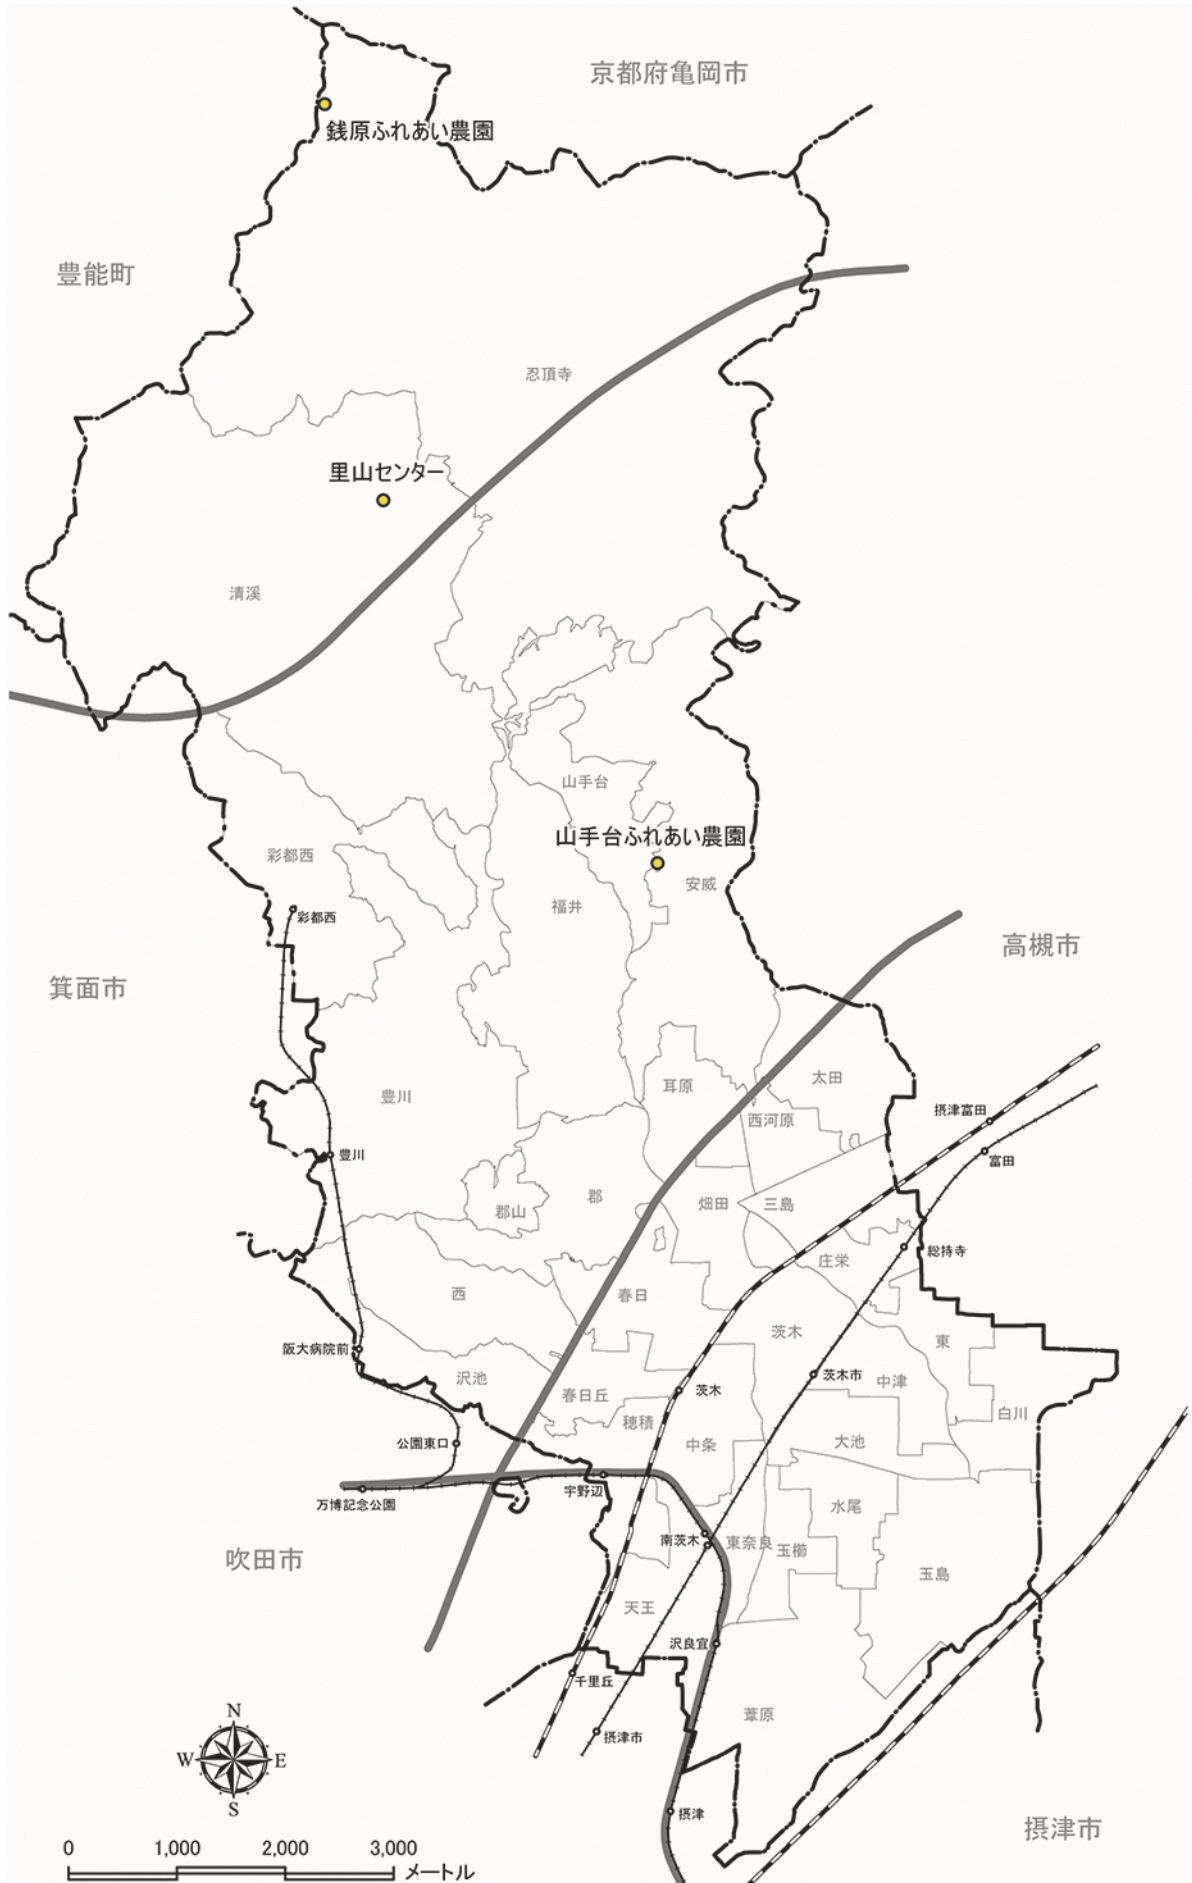 京都府亀岡市
銭原ふれあい農園
豊能町
忍頂寺
里山センター
清溪
山手台
山手台ふれあい農園
彩都西
安威
福井
彩都西
高槻市
箕面市
太田
耳原
豊川
摂津富田
西河原
豊川
富田
郡
畑田
三島
郡山
総持寺
庄栄
西
春日
茨木
東
阪大病院前
沢池
茨木市
中津
春日丘
茨木
白川
穂積
公園東口
中条
大池
宇野辺
万博記念公園
水尾
南茨木
東奈良
玉櫛
吹田市
玉島
天王
沢良宜
千里丘
葦原
N
摂津市
W
E
S
摂津
摂津市
0
1,000
2,000
3,000
メートル